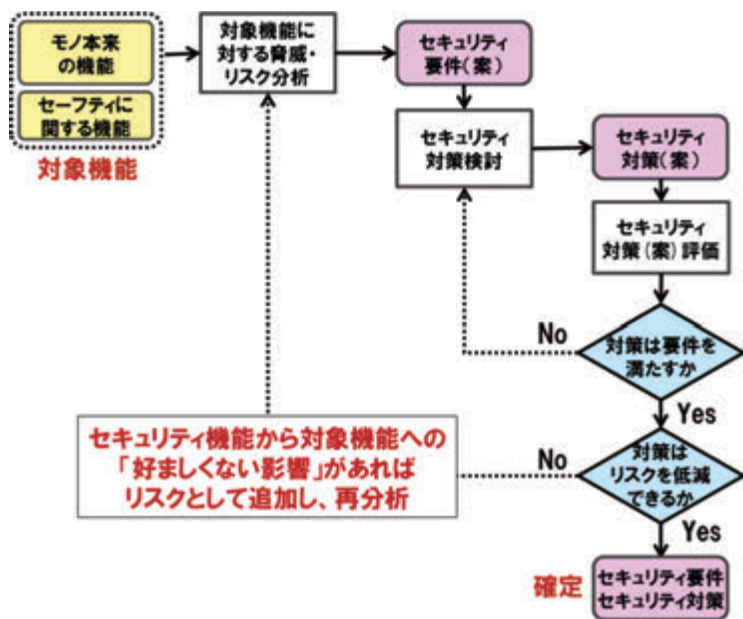 モノ本来
の機能
セーフティに
関する機能
対象機能
対象機能に
対する脅威・
リスク分析
セキュリティ
要件(案)
セキュリティ
対策検討
セキュリティ
対策(案)
セキュリティ
対策(案)評価
対策は要件を
満たすか
No
Yes
対策は
リスクを低減
できるか
No
Yes
セキュリティ機能から対象機能への
「好ましくない影響」があれば
リスクとして追加し、再分析
確定
セキュリティ要件
セキュリティ対策